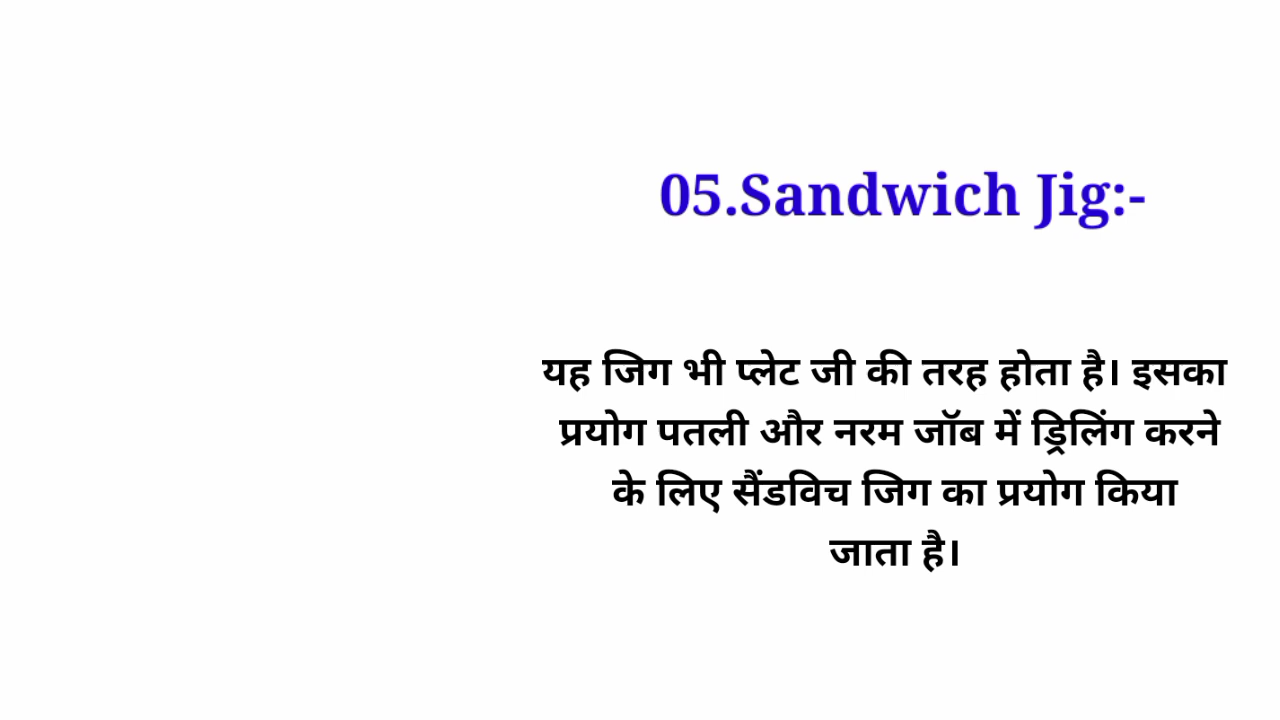 05.Sandwich Jig:-
यह जिग भी प्लेट जी की तरह होता है। इसका
प्रयोग पतली और नरम जॉब में ड्रिलिंग करने
के लिए सैंडविच जिग का प्रयोग किया
जाता है।